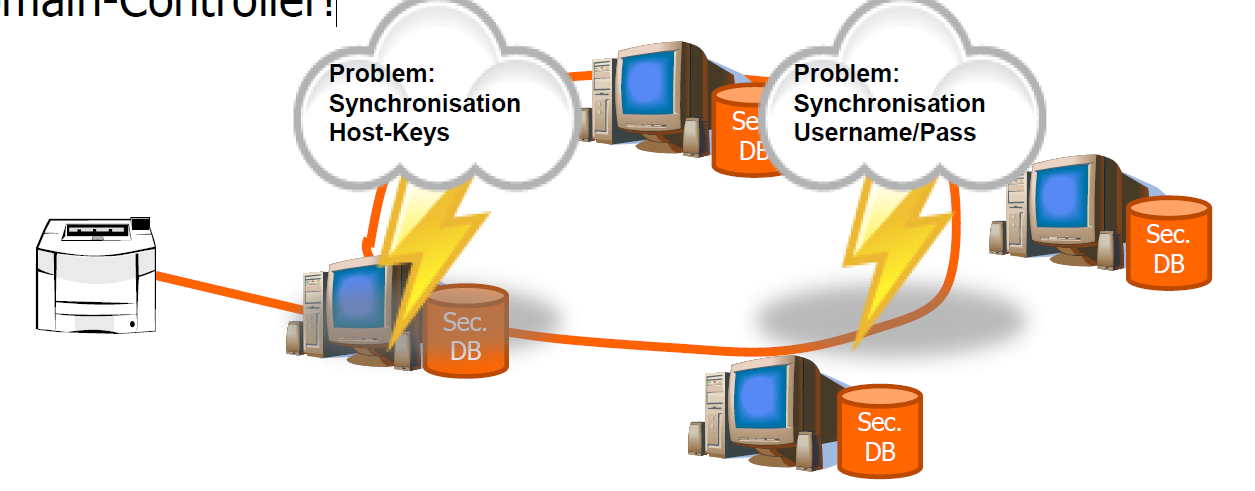 main-Controller!
Problem:
Synchronisation
Host-Keys
Problem:
Synchronisation
Username/Pass
Sec.
DB
Sec.
DB
Sec.
DB
Sec.
DB